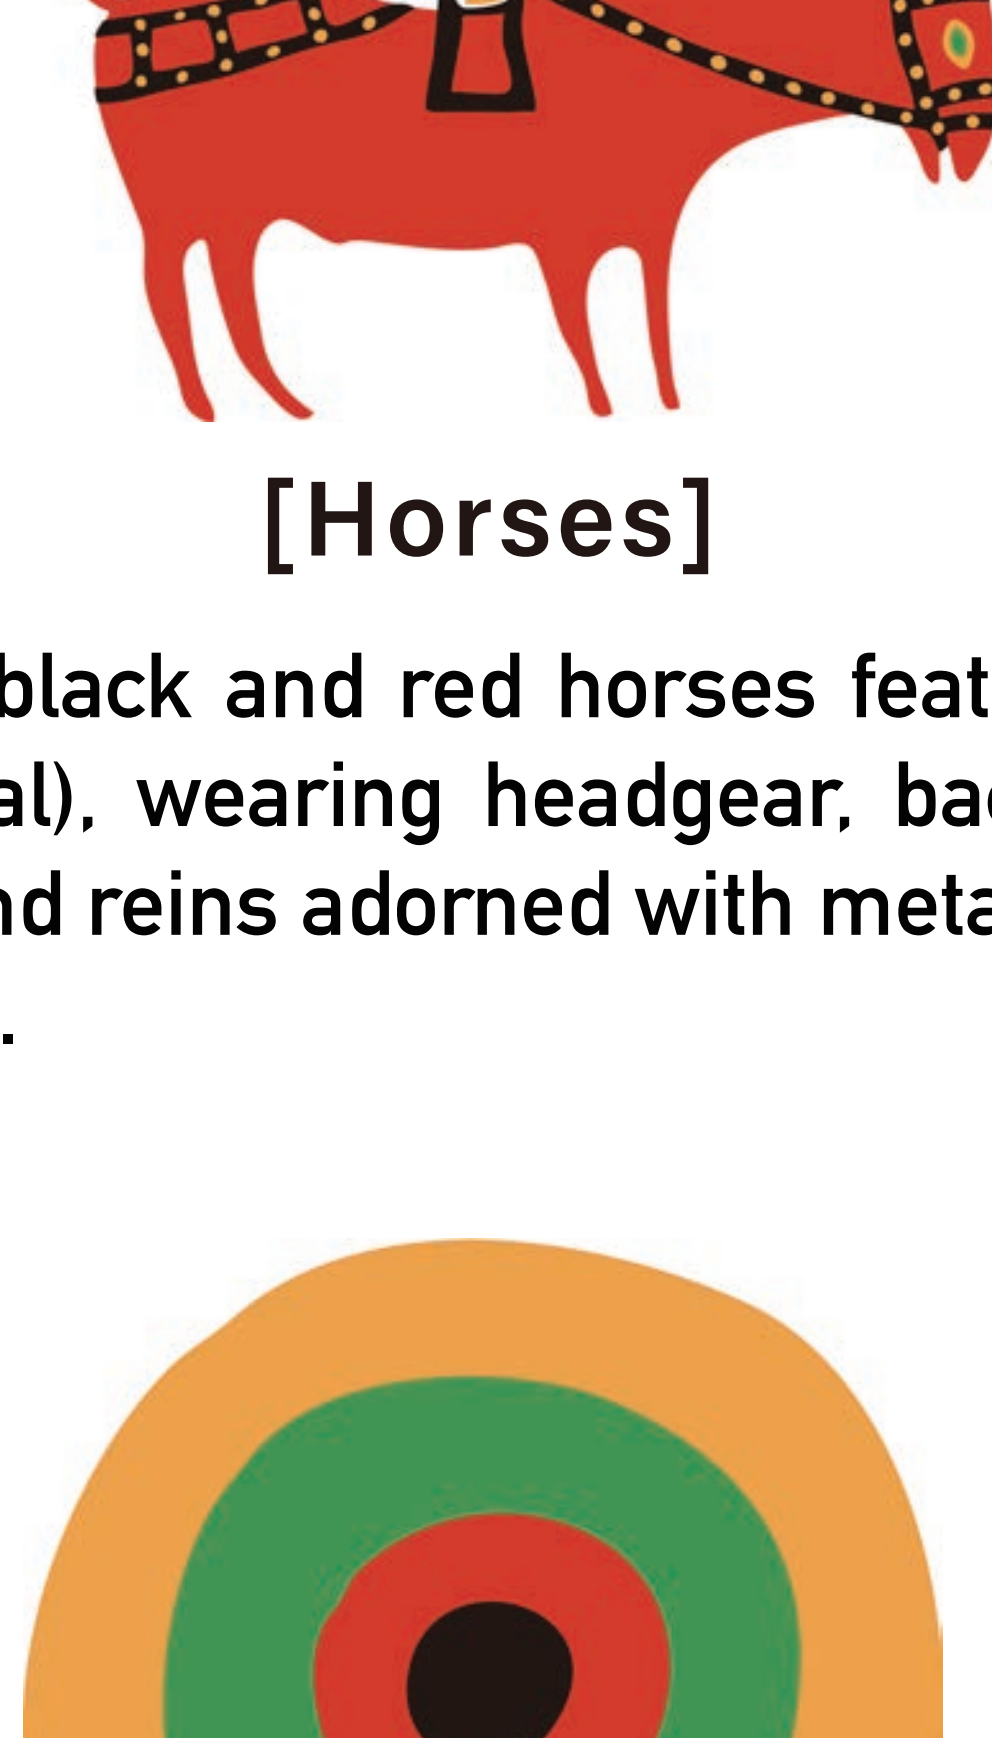 [Horses]
black and red horses feat
al), wearing headgear, bac
nd reins adorned with meta
.